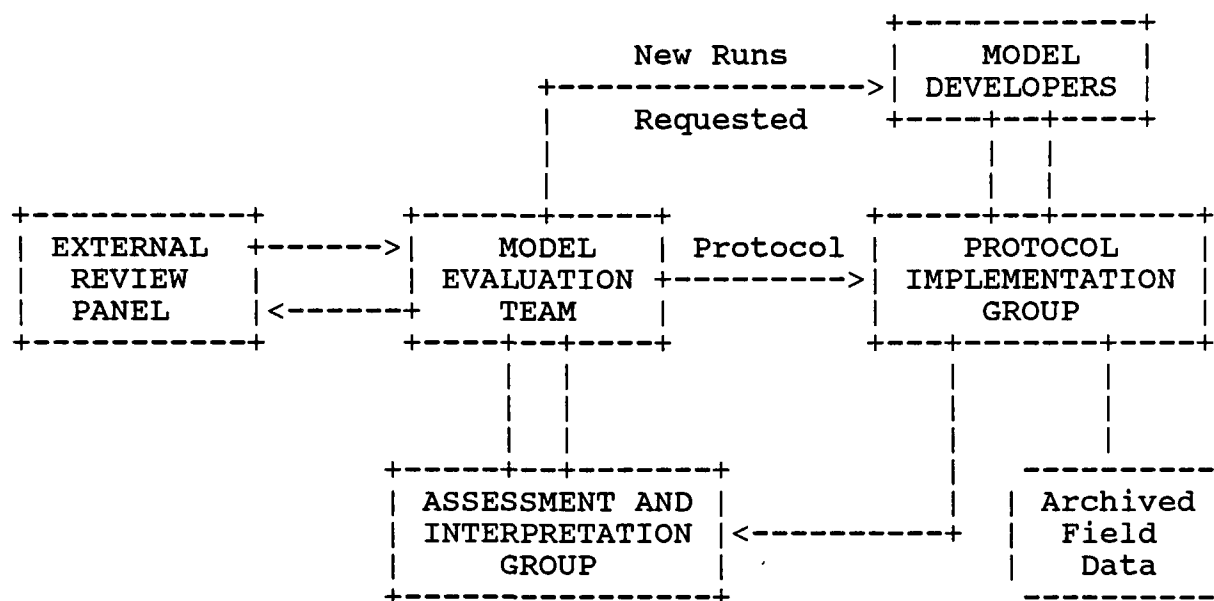 New Runs
Requested
MODEL
DEVELOPERS
EXTERNAL
REVIEW
PANEL
MODEL
EVALUATION
TEAM
Protocol
PROTOCOL
IMPLEMENTATION
GROUP
ASSESSMENT AND
INTERPRETATION
GROUP
Archived
Field
Data